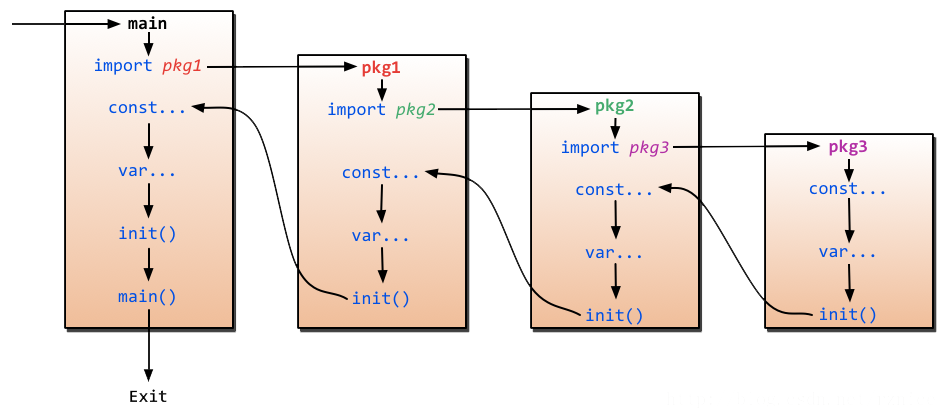 main
import pkg1
const...
var...
init()
main()
Exit
pkg1
import pkg2
const...
var...
init()
pkg2
import pkg3
const...
var...
init()
pkg3
const...
var...
init()